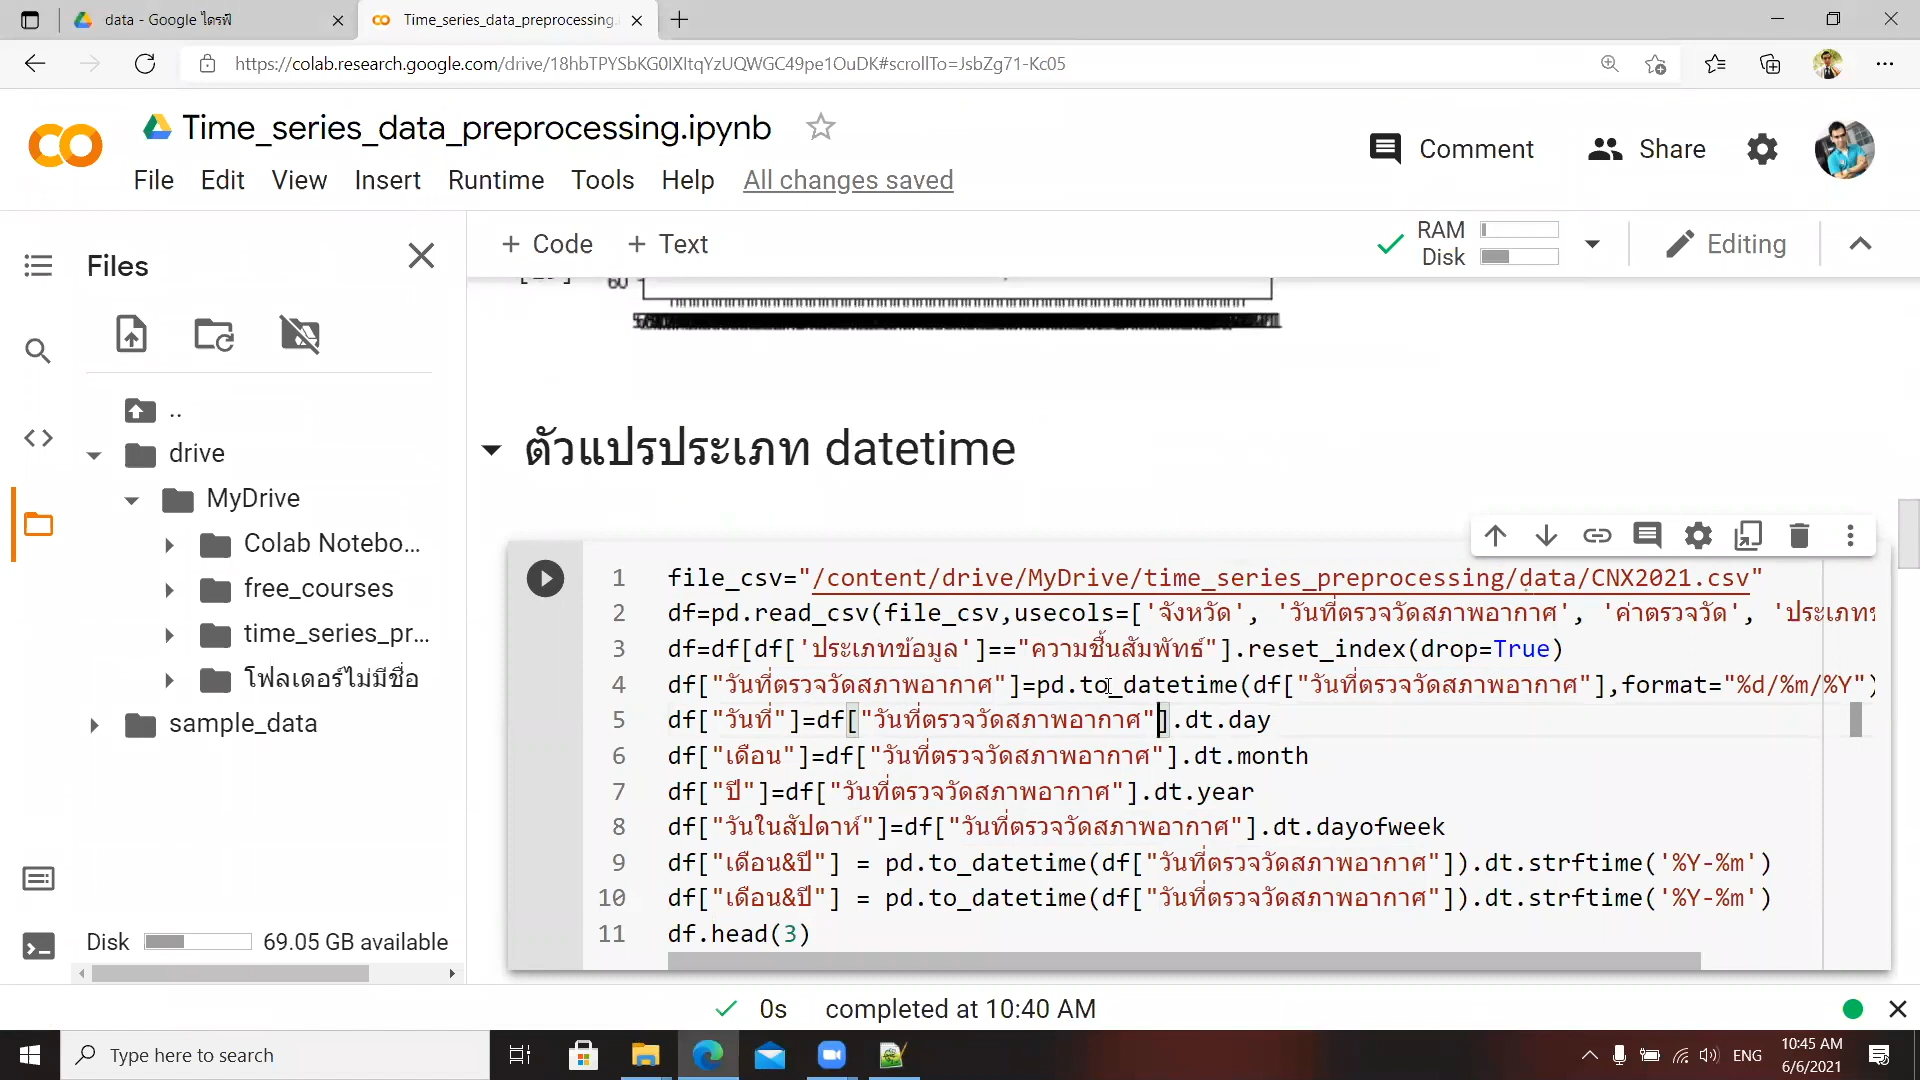 data - Google ไดรฟ์
Time_series_data_preprocessing.
https://colab.research.google.com/drive/18hbTPYSbKG0IXItqYzUQWGC49pe1OuDK#scrollTo=JsbZg71-Kc05
Time_series_data_preprocessing.ipynb
File Edit View Insert Runtime Tools Help All changes saved
Comment Share
+ Code + Text
RAM
Disk
Editing
Files
..
drive
MyDrive
Colab Notebo...
free_courses
time_series_pr...
โฟลเดอร์ไม่มีชื่อ
sample_data
Disk 69.05 GB available
60
ตัวแปรประเภท datetime
1 file_csv="/content/drive/MyDrive/time_series_preprocessing/data/CNX2021.csv"
2 df=pd.read_csv(file_csv,usecols=['จังหวัด', 'วันที่ตรวจวัดสภาพอากาศ', 'ค่าตรวจวัด', 'ประเภทข
3 df=df[df['ประเภทข้อมูล']=="ความชื้นสัมพัทธ์"].reset_index(drop=True)
4 df["วันที่ตรวจวัดสภาพอากาศ"]=pd.to_datetime(df["วันที่ตรวจวัดสภาพอากาศ"],format="%d/%m/%Y")
5 df["วันที่"]=df["วันที่ตรวจวัดสภาพอากาศ"].dt.day
6 df["เดือน"]=df["วันที่ตรวจวัดสภาพอากาศ"].dt.month
7 df["ปี"]=df["วันที่ตรวจวัดสภาพอากาศ"].dt.year
8 df["วันในสัปดาห์"]=df["วันที่ตรวจวัดสภาพอากาศ"].dt.dayofweek
9 df["เดือน&ปี"] = pd.to_datetime(df["วันที่ตรวจวัดสภาพอากาศ"]).dt.strftime('%Y-%m')
10 df["เดือน&ปี"] = pd.to_datetime(df["วันที่ตรวจวัดสภาพอากาศ"]).dt.strftime('%Y-%m')
11 df.head(3)
0s completed at 10:40 AM
Type here to search
ENG
10:45 AM
6/6/2021